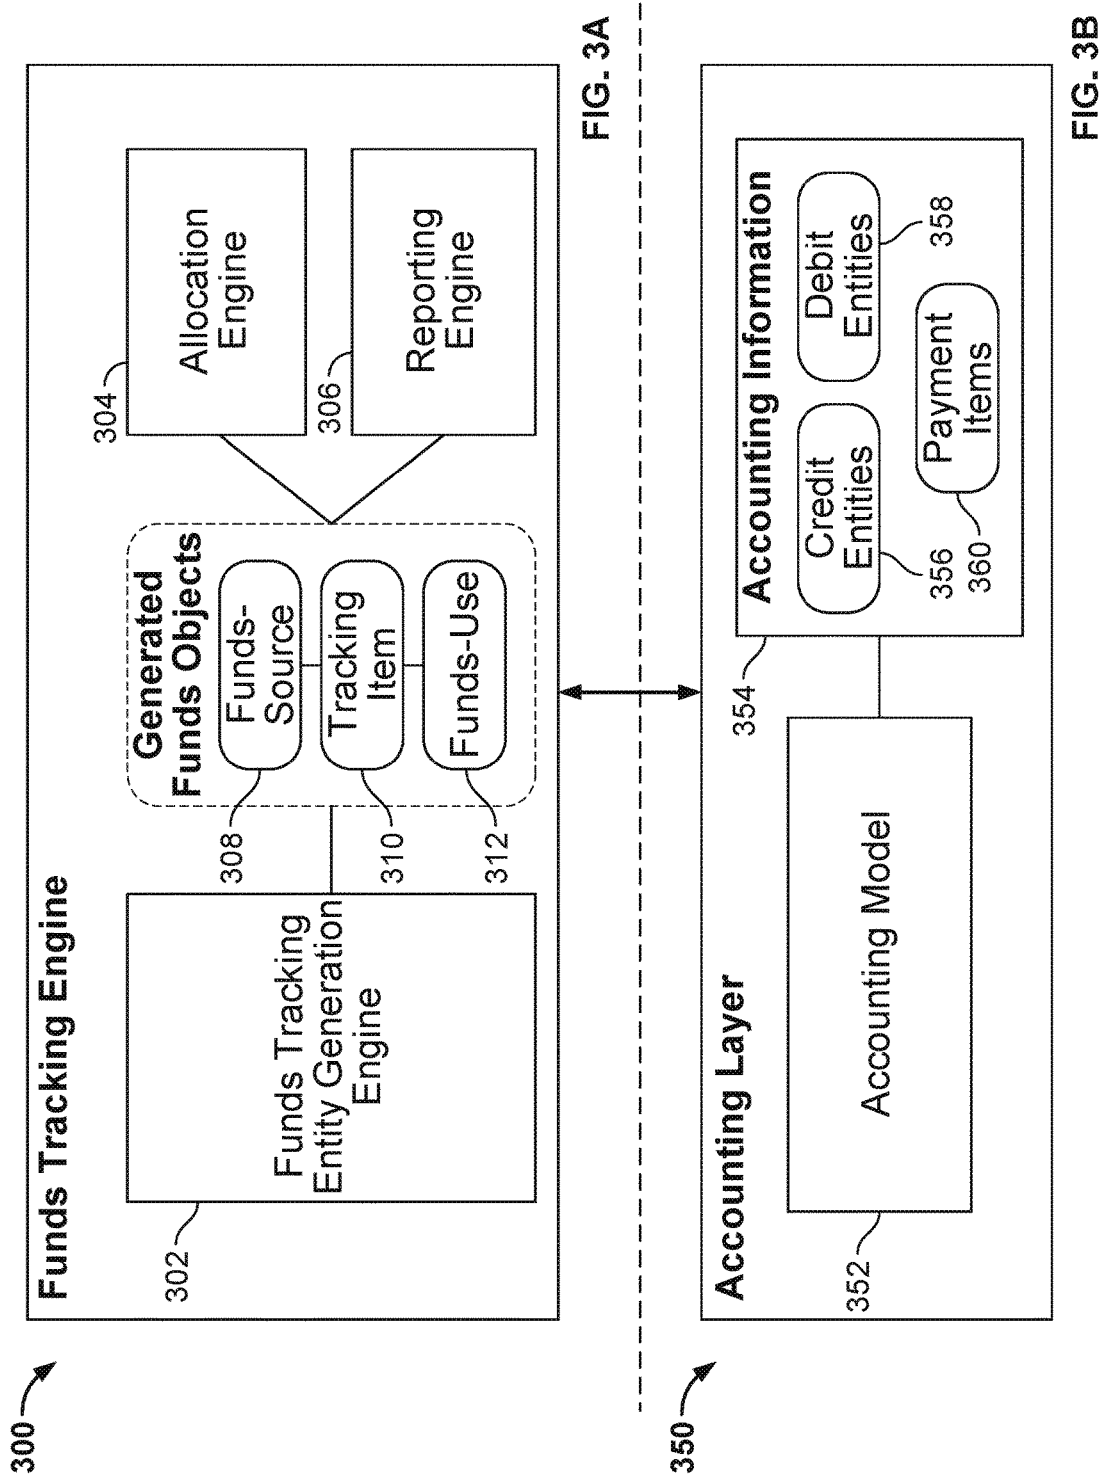 300
Funds Tracking Engine
302
Funds Tracking
Entity Generation
Engine
Generated
Funds Objects
308
Funds-
Source
310
Tracking
Item
312
Funds-Use
304
Allocation
Engine
306
Reporting
Engine
FIG. 3A
350
Accounting Layer
352
Accounting Model
354
Accounting Information
Credit
Entities
356
Debit
Entities
358
360
Payment
Items
FIG. 3B